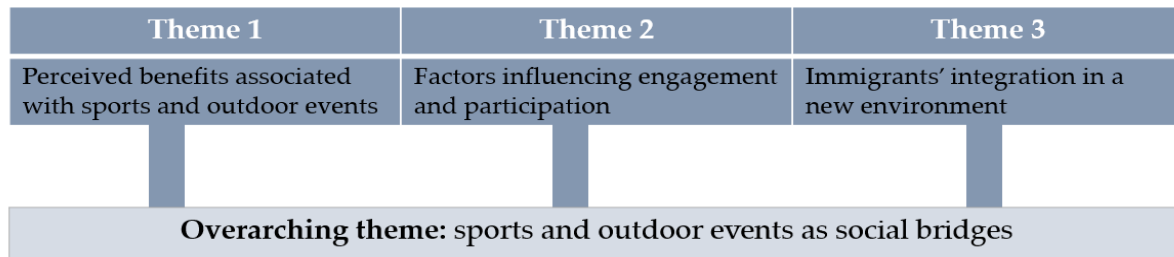 Theme 1
Theme 2
Theme 3
Perceived benefits associated
with sports and outdoor events
Factors influencing engagement
and participation
Immigrants’ integration in a
new environment
Overarching theme: sports and outdoor events as social bridges